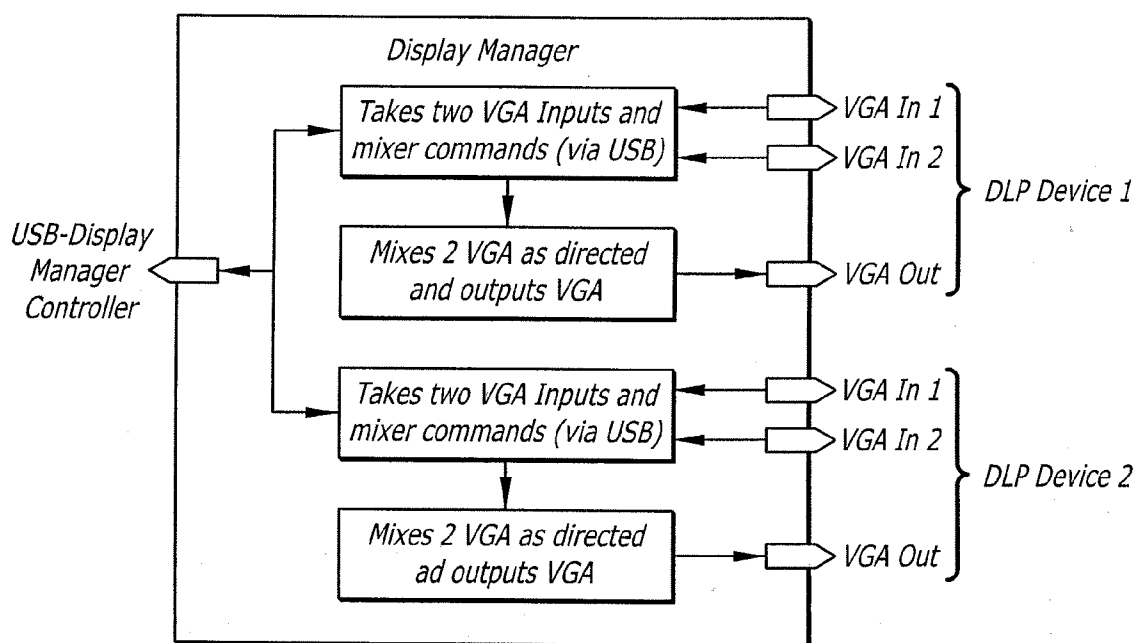 Display Manager
Takes two VGA Inputs and
mixer commands (via USB)
VGA In 1
VGA In 2
DLP Device 1
USB-Display
Manager
Controller
Mixes 2 VGA as directed
and outputs VGA
VGA Out
Takes two VGA Inputs and
mixer commands (via USB)
VGA In 1
VGA In 2
DLP Device 2
Mixes 2 VGA as directed
ad outputs VGA
VGA Out